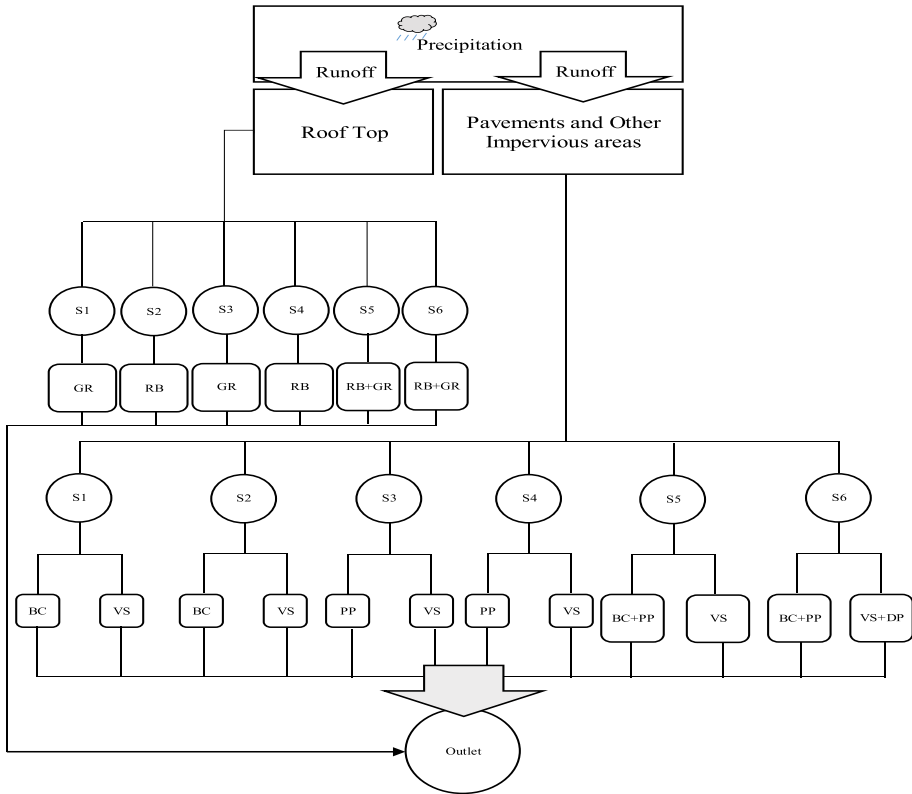 Precipitation
Runoff
Runoff
Roof Top
Pavements and Other
Impervious areas
S1
S2
S3
S4
S5
S6
GR
RB
GR
RB
RB+GR
RB+GR
S1
S2
S3
S4
S5
S6
BC
VS
BC
VS
PP
VS
PP
VS
BC+PP
VS
BC+PP
VS+DP
Outlet